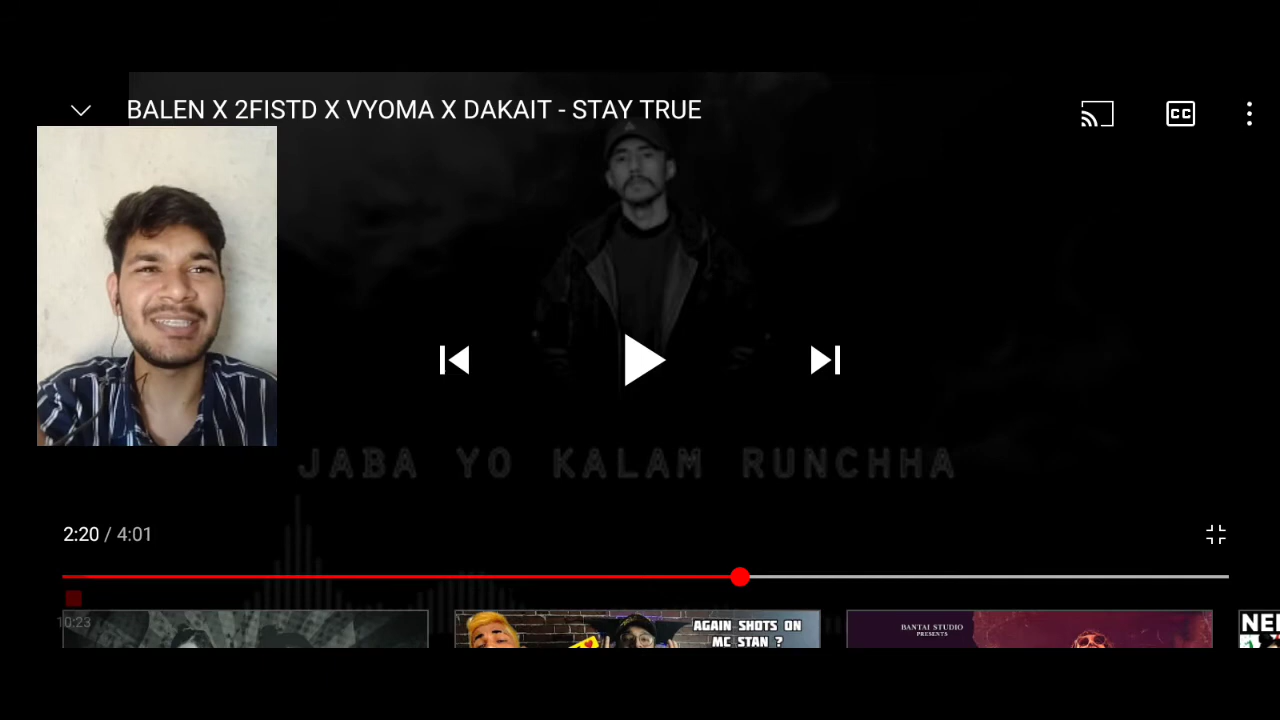 BALEN X 2FISTD X VYOMA X DAKAIT - STAY TRUE
CC
JABA YO KALAM RUNCHHA
2:20 / 4:01
10:23
AGAIN SHOTS ON
MC STAN ?
BANTAI STUDIO
PRESENTS